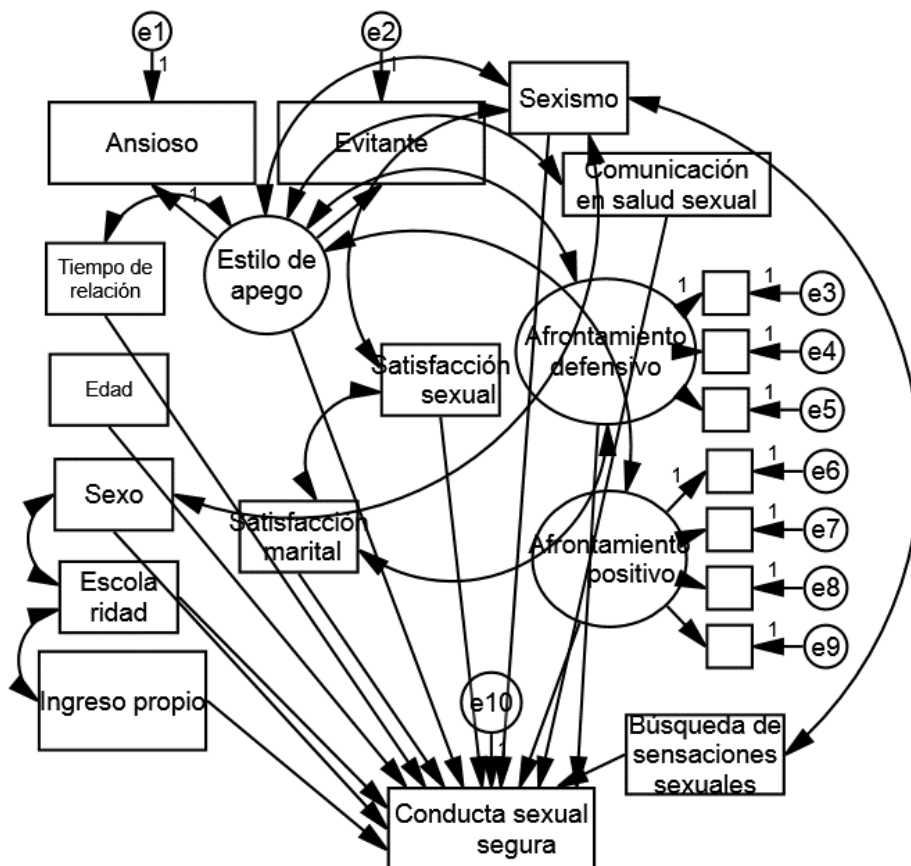 e1
e2
1
1
Sexismo
Ansioso
Evitante
Comunicación
en salud sexual
1
Tiempo de
relación
Estilo de
apego
1
1
e3
Afrontamiento
defensivo
1
e4
Edad
Satisfacción
sexual
1
e5
1
1
e6
Sexo
Satisfacción
marital
1
e7
Afrontamiento
positivo
Escola
ridad
1
e8
1
e9
Ingreso propio
e10
1
Búsqueda de
sensaciones
sexuales
Conducta sexual
segura